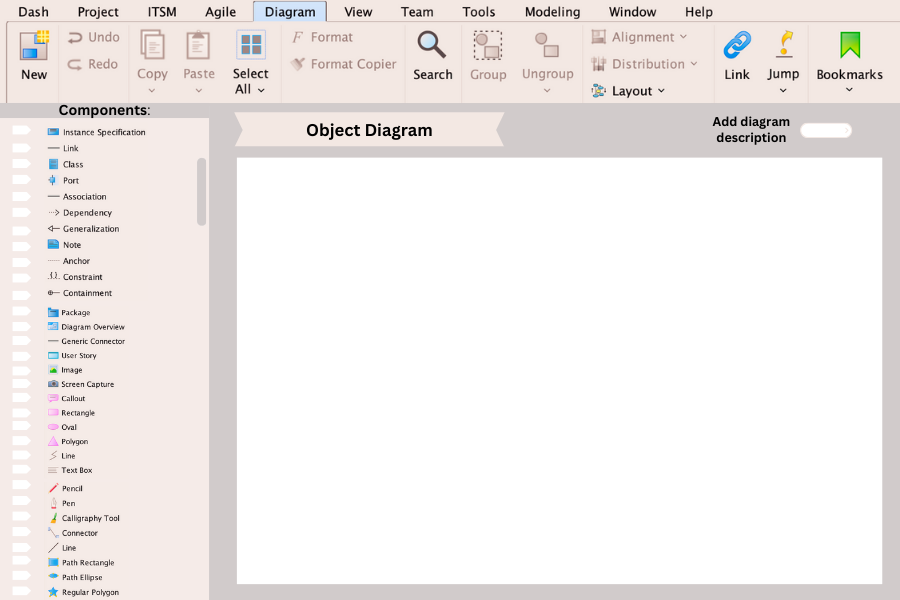 Dash Project ITSM Agile Diagram View Team Tools Modeling Window Help
New
Undo
Redo
Copy
Paste
Select
All
F Format
Format Copier
Search
Group
Ungroup
Alignment
Distribution
Layout
Link
Jump
Bookmarks
Components:
Instance Specification
Link
Class
Port
Association
Dependency
Generalization
Note
Anchor
Constraint
Containment
Package
Diagram Overview
Generic Connector
User Story
Image
Screen Capture
Callout
Rectangle
Oval
Polygon
Line
Text Box
Pencil
Pen
Calligraphy Tool
Connector
Line
Path Rectangle
Path Ellipse
Regular Polygon
Object Diagram
Add diagram
description